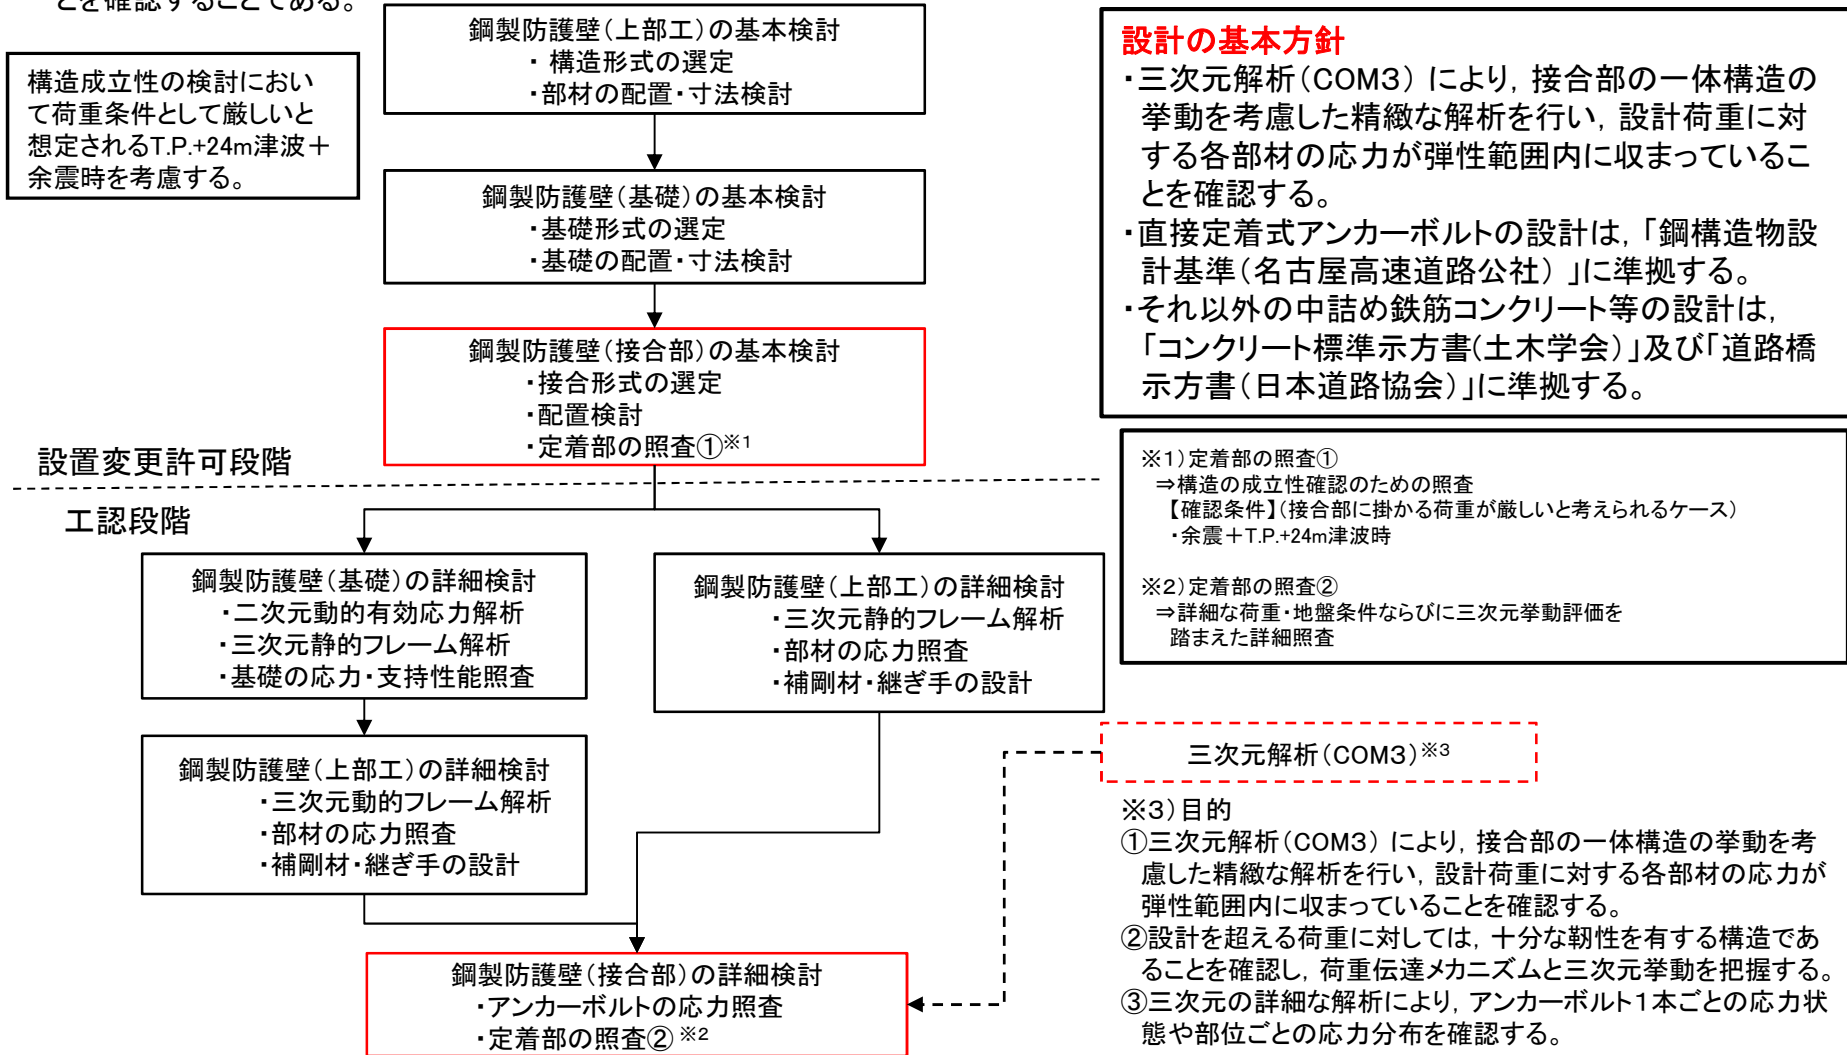 とを確認することである。
構造成立性の検討におい
て荷重条件として厳しいと
想定されるT.P.+24m津波＋
余震時を考慮する。
鋼製防護壁（上部工）の基本検討
・構造形式の選定
・部材の配置・寸法検討
鋼製防護壁（基礎）の基本検討
・基礎形式の選定
・基礎の配置・寸法検討
鋼製防護壁（接合部）の基本検討
・接合形式の選定
・配置検討
・定着部の照査①※1
設置変更許可段階
工認段階
鋼製防護壁（基礎）の詳細検討
・二次元動的有効応力解析
・三次元静的フレーム解析
・基礎の応力・支持性能照査
鋼製防護壁（上部工）の詳細検討
・三次元静的フレーム解析
・部材の応力照査
・補剛材・継ぎ手の設計
鋼製防護壁（上部工）の詳細検討
・三次元動的フレーム解析
・部材の応力照査
・補剛材・継ぎ手の設計
鋼製防護壁（接合部）の詳細検討
・アンカーボルトの応力照査
・定着部の照査②※2
設計の基本方針
・三次元解析（COM3）により，接合部の一体構造の
挙動を考慮した精緻な解析を行い，設計荷重に対
する各部材の応力が弾性範囲内に収まっているこ
とを確認する。
・直接定着式アンカーボルトの設計は，「鋼構造物設
計基準（名古屋高速道路公社）」に準拠する。
・それ以外の中詰め鉄筋コンクリート等の設計は，
「コンクリート標準示方書(土木学会)」及び「道路橋
示方書（日本道路協会）」に準拠する。
※１）定着部の照査①
⇒構造の成立性確認のための照査
【確認条件】（接合部に掛かる荷重が厳しいと考えられるケース）
・余震＋T.P.+24m津波時
※２）定着部の照査②
⇒詳細な荷重・地盤条件ならびに三次元挙動評価を
踏まえた詳細照査
三次元解析（COM3）※3
※３）目的
①三次元解析（COM3）により，接合部の一体構造の挙動を考
慮した精緻な解析を行い，設計荷重に対する各部材の応力が
弾性範囲内に収まっていることを確認する。
②設計を超える荷重に対しては，十分な靭性を有する構造であ
ることを確認し，荷重伝達メカニズムと三次元挙動を把握する。
③三次元の詳細な解析により，アンカーボルト１本ごとの応力状
態や部位ごとの応力分布を確認する。